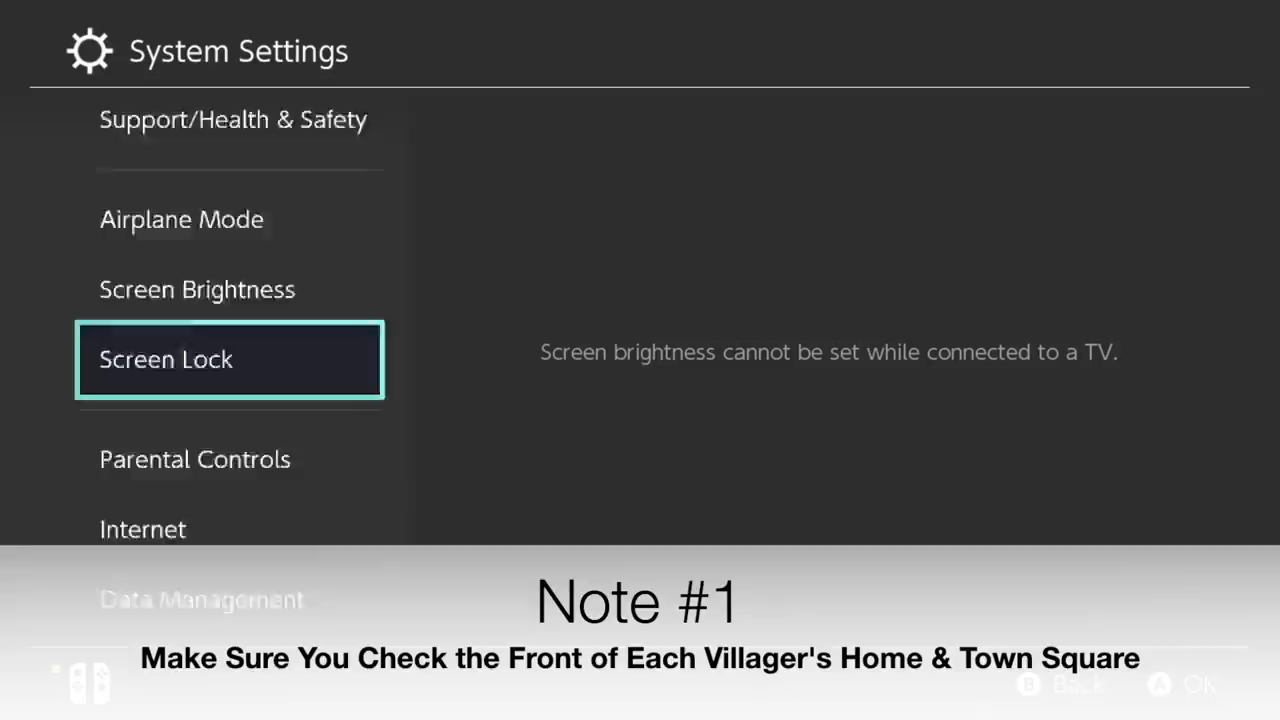 System Settings
Support/Health & Safety
Airplane Mode
Screen Brightness
Screen Lock
Screen brightness cannot be set while connected to a TV.
Parental Controls
Internet
Data Management
Note #1
Make Sure You Check the Front of Each Villager's Home & Town Square
B Back A OK